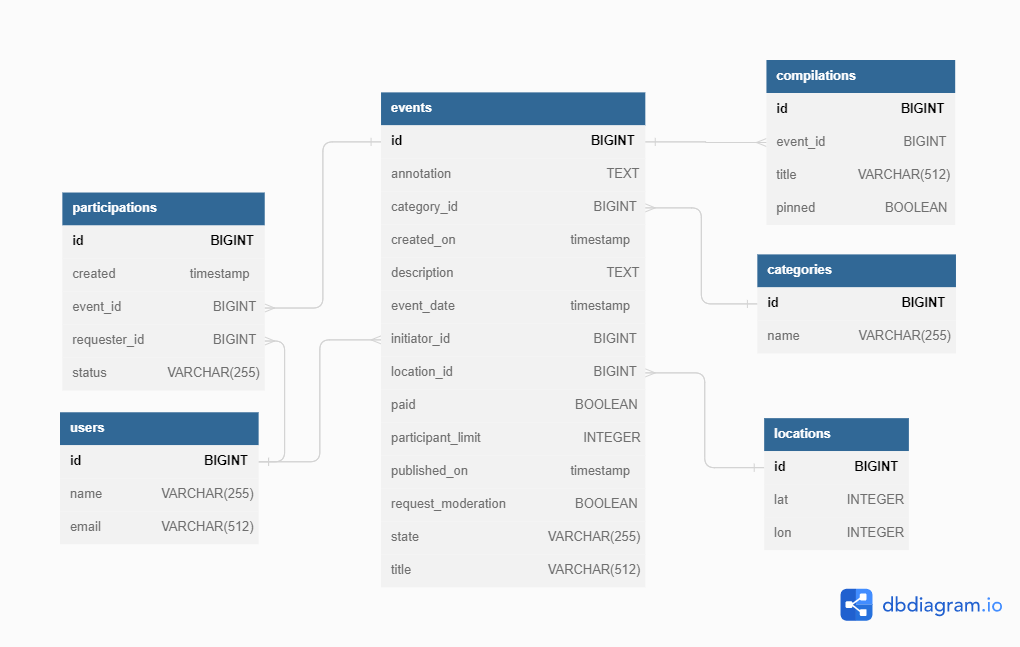 participations
id BIGINT
created timestamp
event_id BIGINT
requester_id BIGINT
status VARCHAR(255)
users
id BIGINT
name VARCHAR(255)
email VARCHAR(512)
events
id BIGINT
annotation TEXT
category_id BIGINT
created_on timestamp
description TEXT
event_date timestamp
initiator_id BIGINT
location_id BIGINT
paid BOOLEAN
participant_limit INTEGER
published_on timestamp
request_moderation BOOLEAN
state VARCHAR(255)
title VARCHAR(512)
compilations
id BIGINT
event_id BIGINT
title VARCHAR(512)
pinned BOOLEAN
categories
id BIGINT
name VARCHAR(255)
locations
id BIGINT
lat INTEGER
lon INTEGER
dbdiagram.io